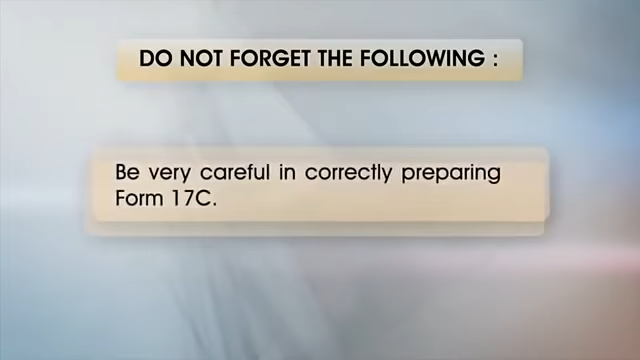 DO NOT FORGET THE FOLLOWING :
Be very careful in correctly preparing
Form 17C.